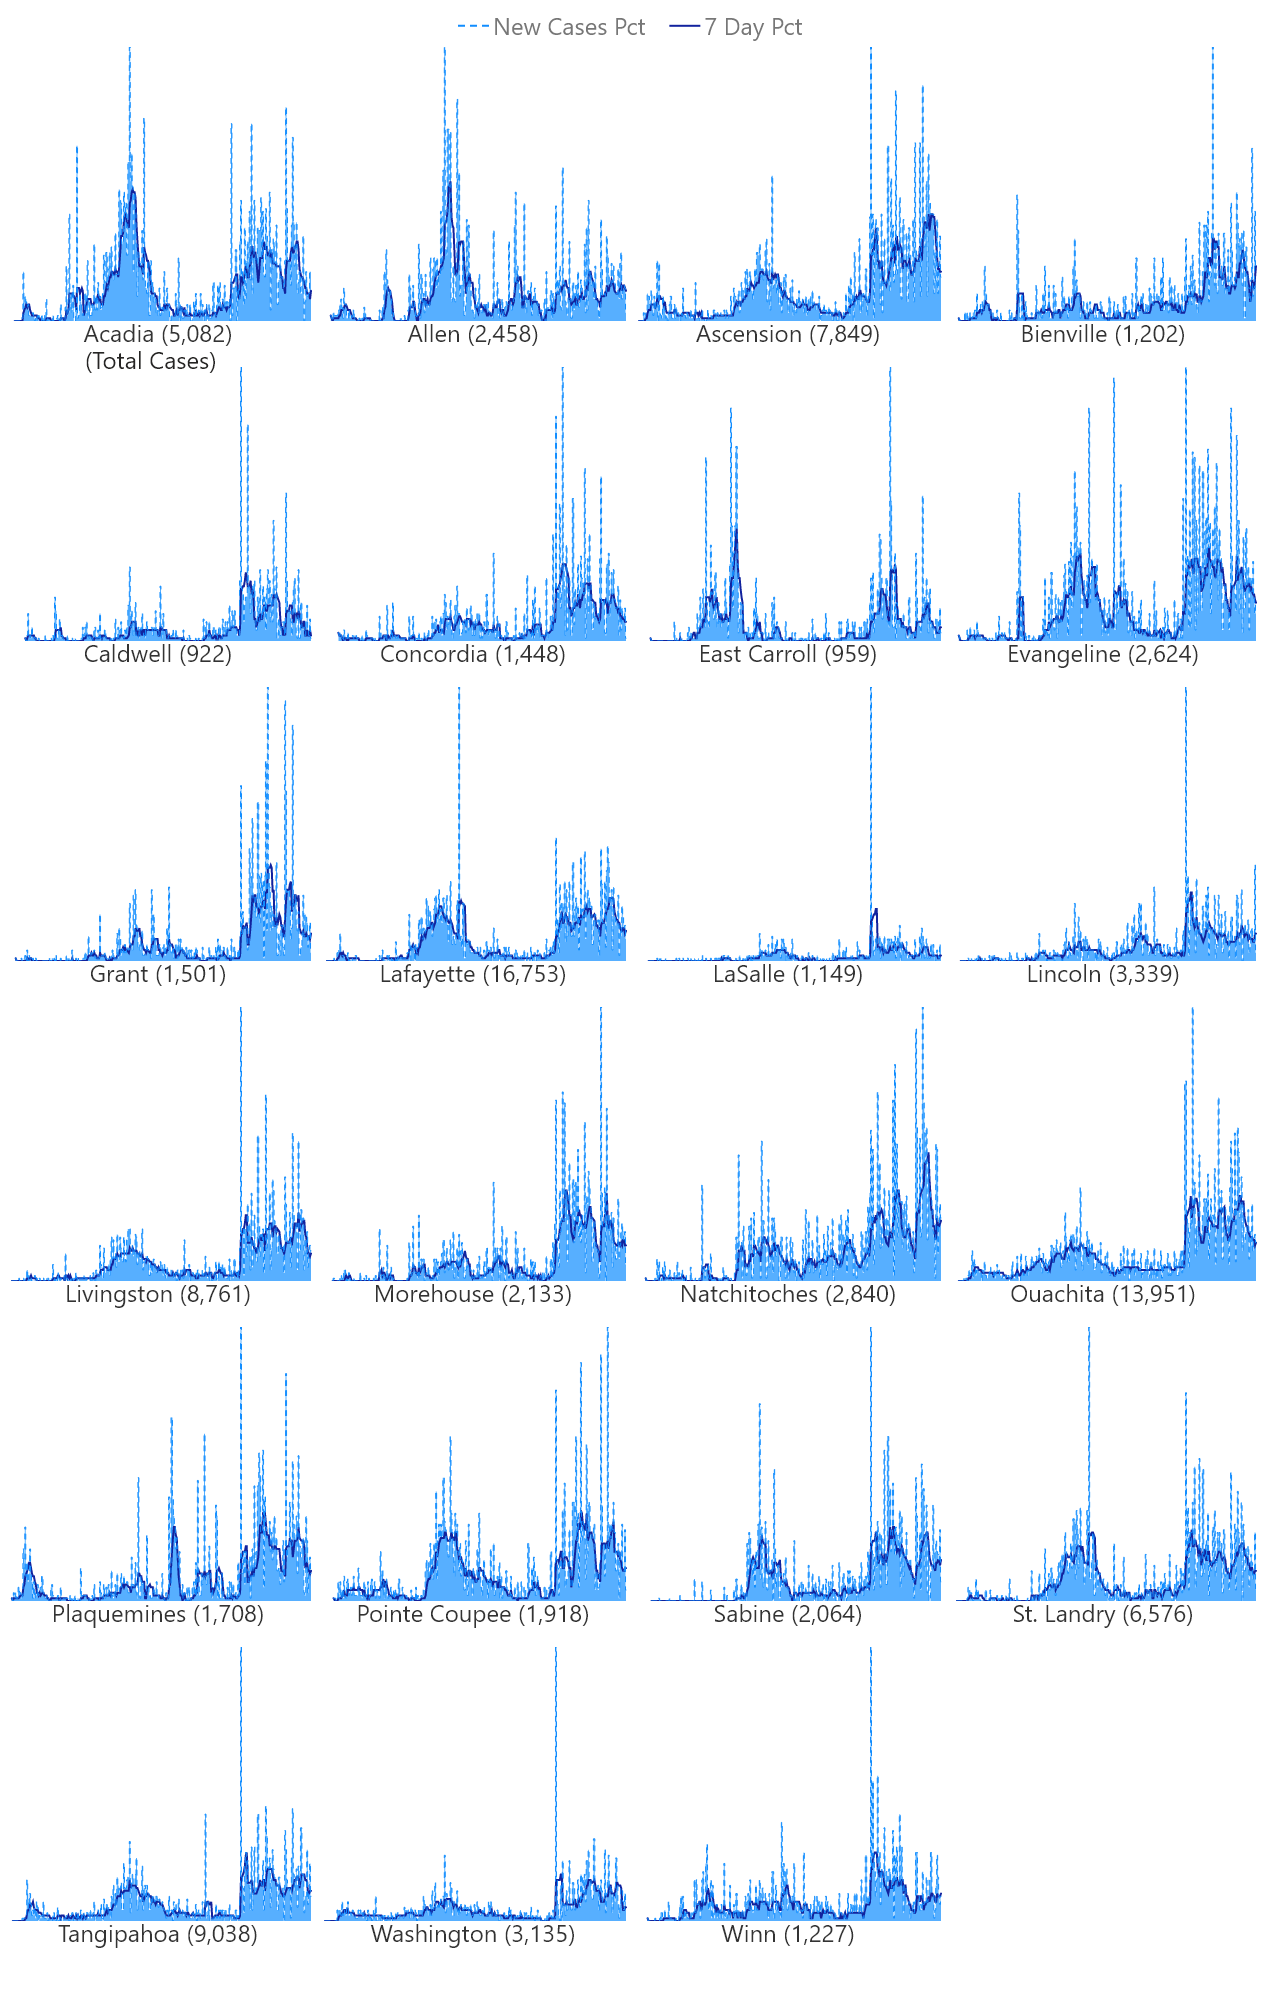 New Cases Pct 7 Day Pct
Acadia (5,082) Allen (2,458) Ascension (7,849) Bienville (1,202)
(Total Cases)
Caldwell (922) Concordia (1,448) East Carroll (959) Evangeline (2,624)
Grant (1,501) Lafayette (16,753) LaSalle (1,149) Lincoln (3,339)
Livingston (8,761) Morehouse (2,133) Natchitoches (2,840) Ouachita (13,951)
Plaquemines (1,708) Pointe Coupee (1,918) Sabine (2,064) St. Landry (6,576)
Tangipahoa (9,038) Washington (3,135) Winn (1,227)